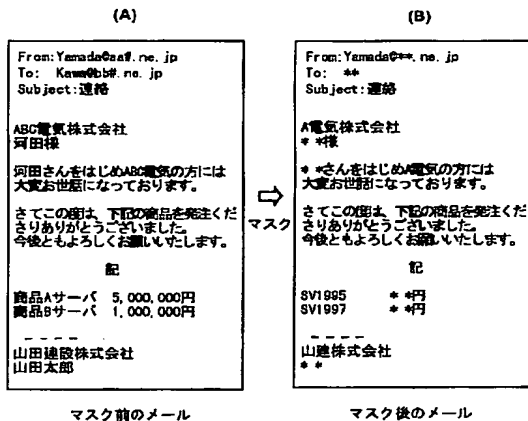 (A)
From:Yamada@aa#.ne.jp
To: Kawa@bb#.ne.jp
Subject:連絡
ABC電気株式会社
河田様
河田さんをはじめABC電気の方には
大変お世話になっております。
さてこの度は、下記の商品を発注くだ
さりありがとうございました。
今後ともよろしくお願いいたします。
記
商品Aサーバ 5,000,000円
商品Bサーバ 1,000,000円
----
山田建設株式会社
山田太郎
マスク前のメール
⇨
マスク
(B)
From:Yamada@**.ne.jp
To: **
Subject:連絡
A電気株式会社
**様
**さんをはじめA電気の方には
大変お世話になっております。
さてこの度は、下記の商品を発注くだ
さりありがとうございました。
今後ともよろしくお願いいたします。
記
SV1995 **円
SV1997 **円
----
山建株式会社
**
マスク後のメール